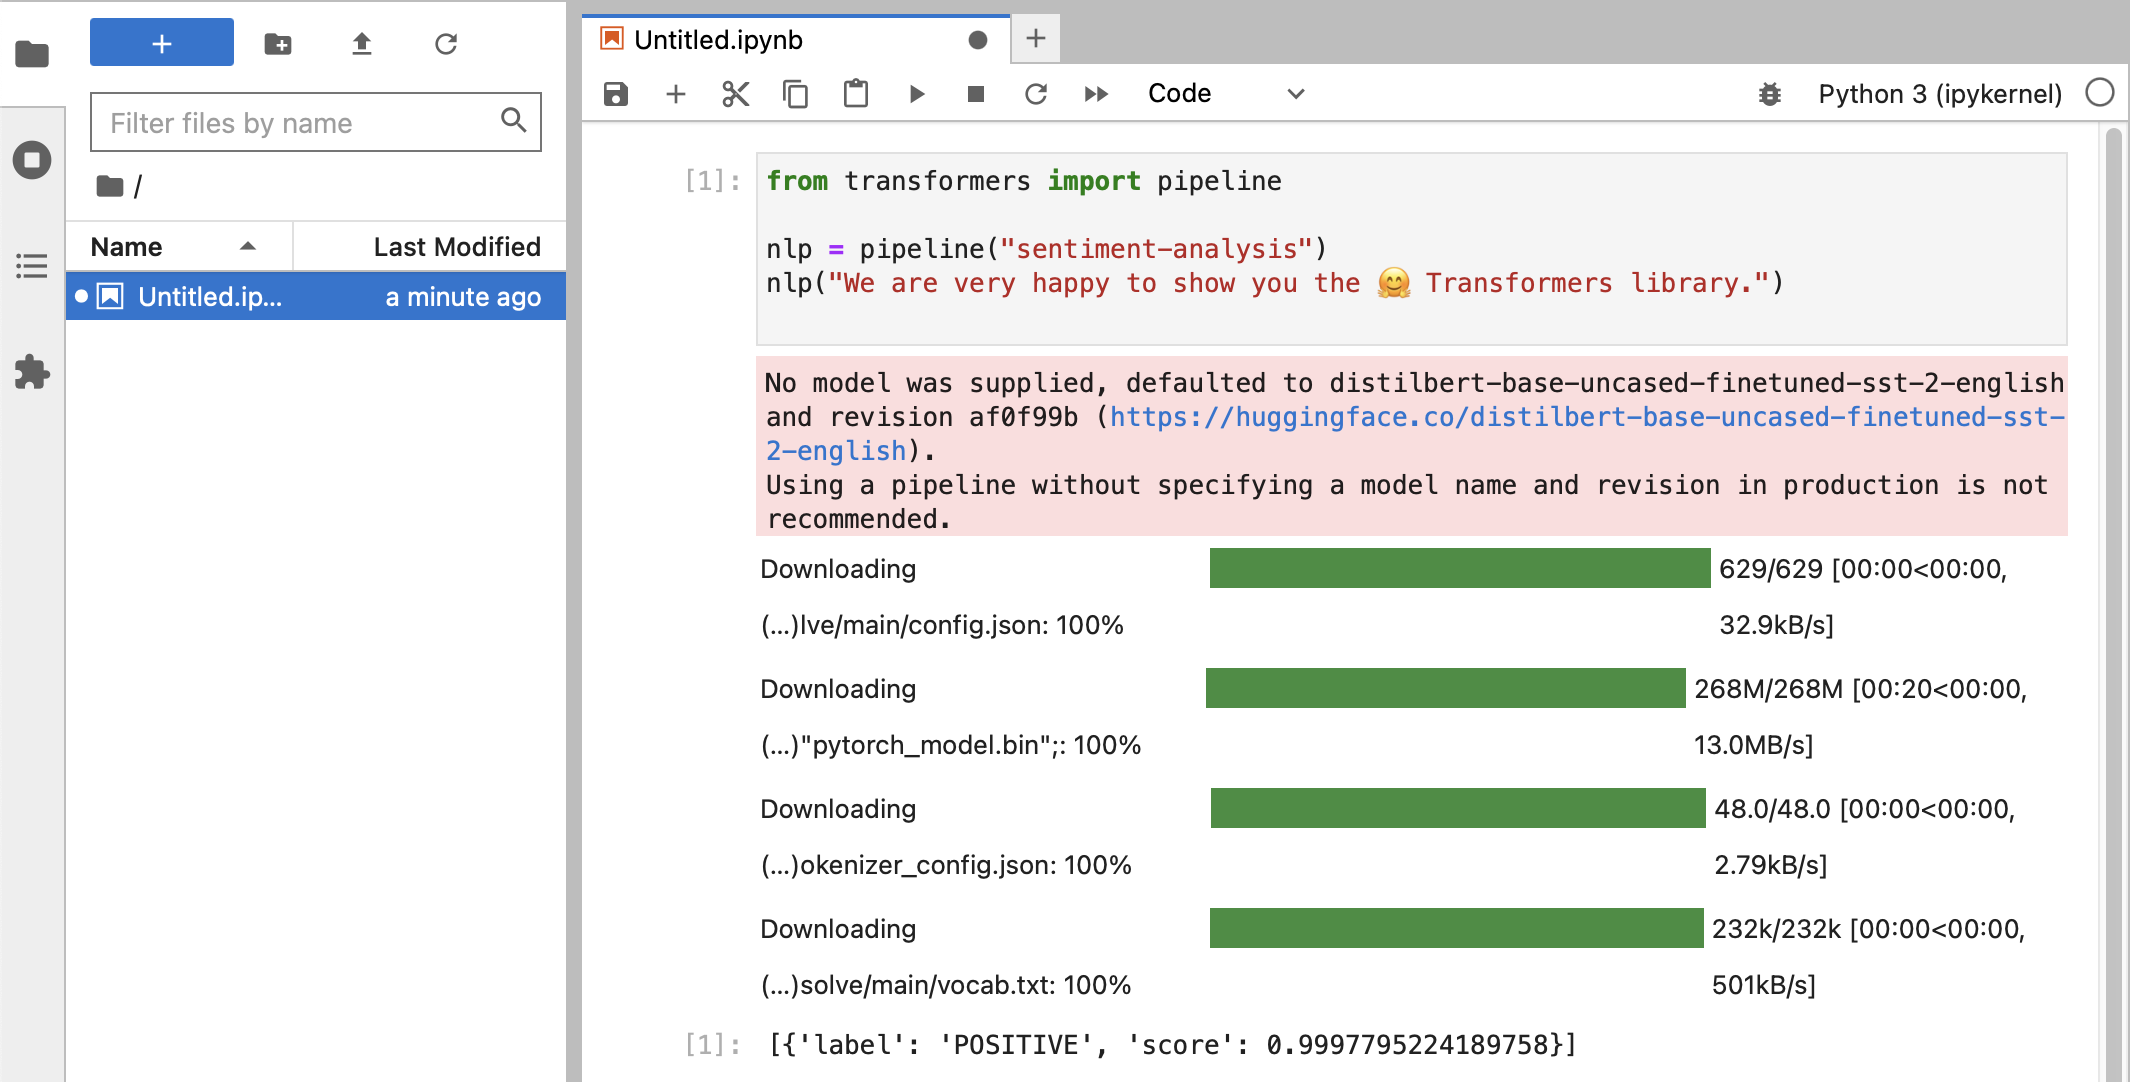 Filter files by name
/
Name Last Modified
Untitled.ip... a minute ago
Untitled.ipynb
Code
Python 3 (ipykernel)
[1]: from transformers import pipeline
nlp = pipeline("sentiment-analysis")
nlp("We are very happy to show you the 🤗 Transformers library.")
No model was supplied, defaulted to distilbert-base-uncased-finetuned-sst-2-english
and revision af0f99b (https://huggingface.co/distilbert-base-uncased-finetuned-sst-
2-english).
Using a pipeline without specifying a model name and revision in production is not
recommended.
Downloading 629/629 [00:00<00:00,
(...)lve/main/config.json: 100% 32.9kB/s]
Downloading 268M/268M [00:20<00:00,
(...)"pytorch_model.bin";: 100% 13.0MB/s]
Downloading 48.0/48.0 [00:00<00:00,
(...)okenizer_config.json: 100% 2.79kB/s]
Downloading 232k/232k [00:00<00:00,
(...)solve/main/vocab.txt: 100% 501kB/s]
[1]: [{'label': 'POSITIVE', 'score': 0.9997795224189758}]